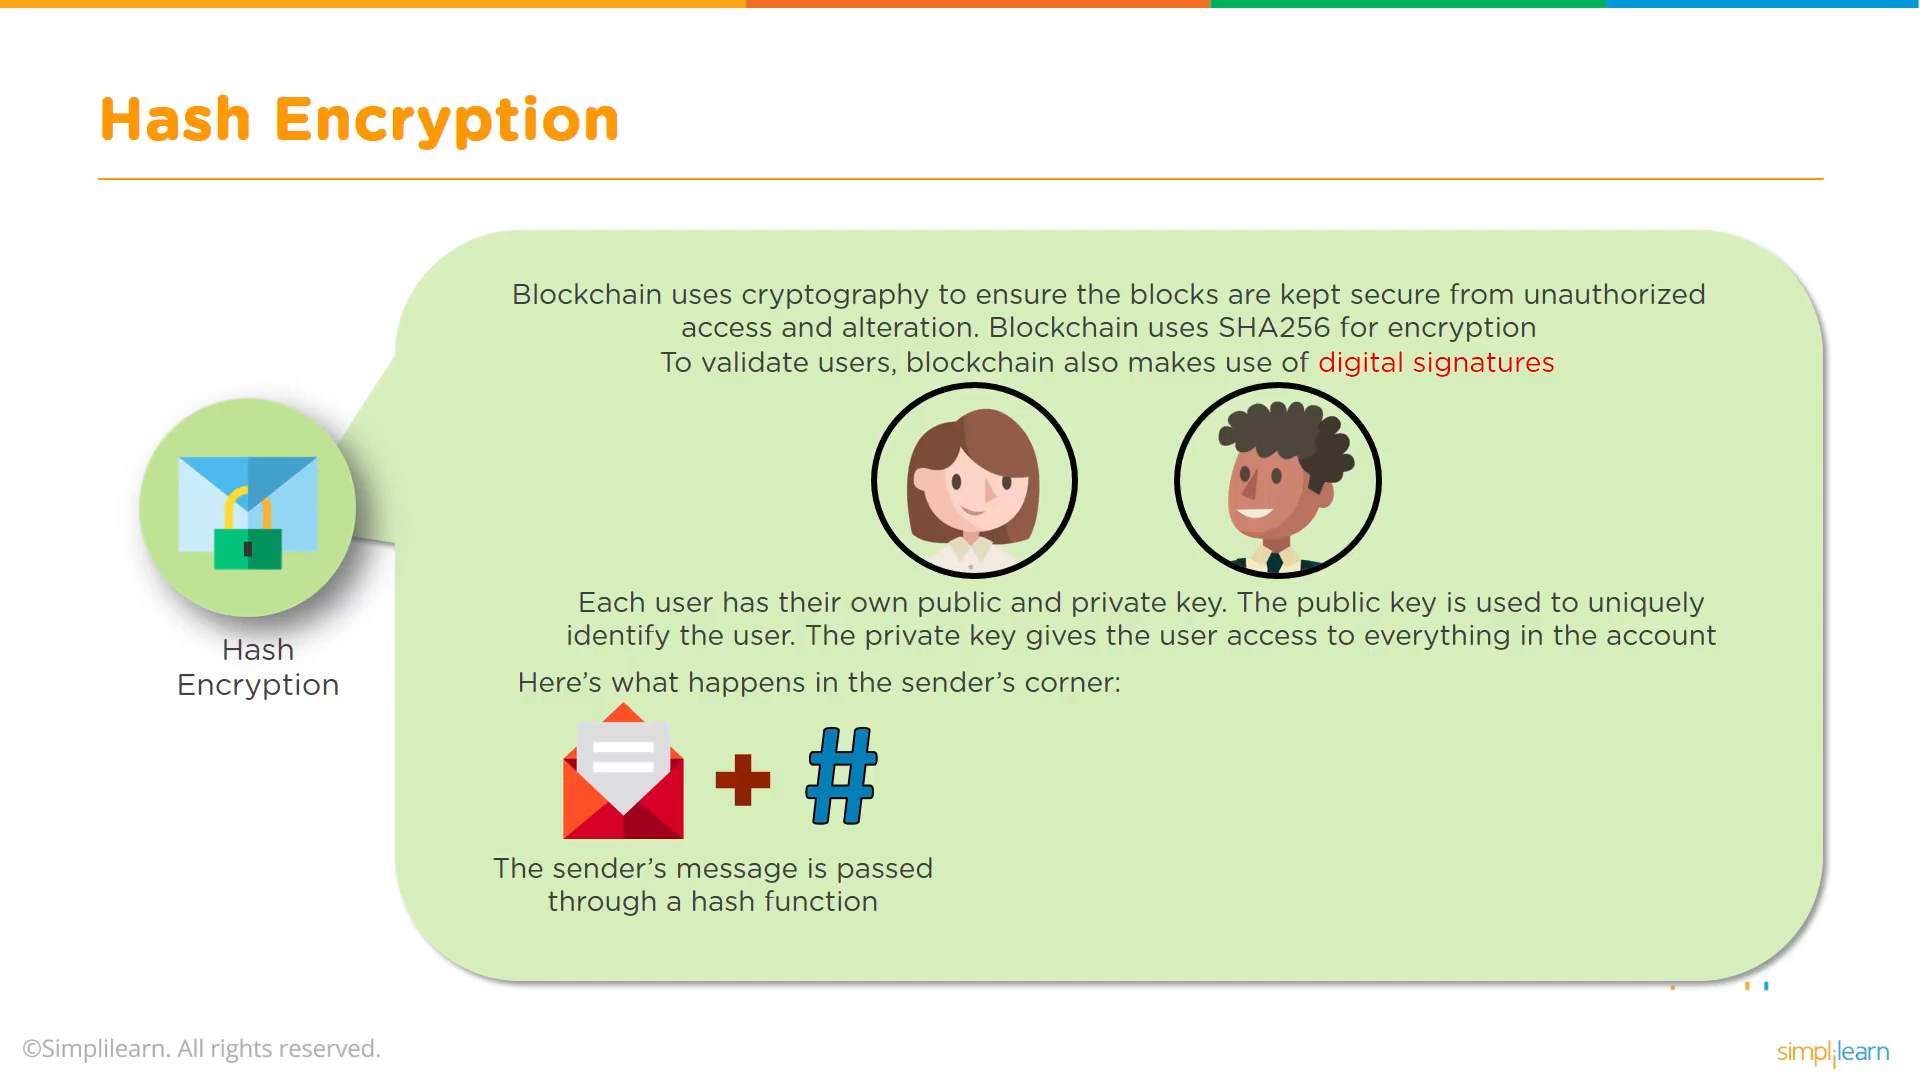 Hash Encryption
Blockchain uses cryptography to ensure the blocks are kept secure from unauthorized
access and alteration. Blockchain uses SHA256 for encryption
To validate users, blockchain also makes use of digital signatures
Each user has their own public and private key. The public key is used to uniquely
identify the user. The private key gives the user access to everything in the account
Hash
Encryption
Here’s what happens in the sender’s corner:
#
The sender’s message is passed
through a hash function
©Simplilearn. All rights reserved.
simplilearn